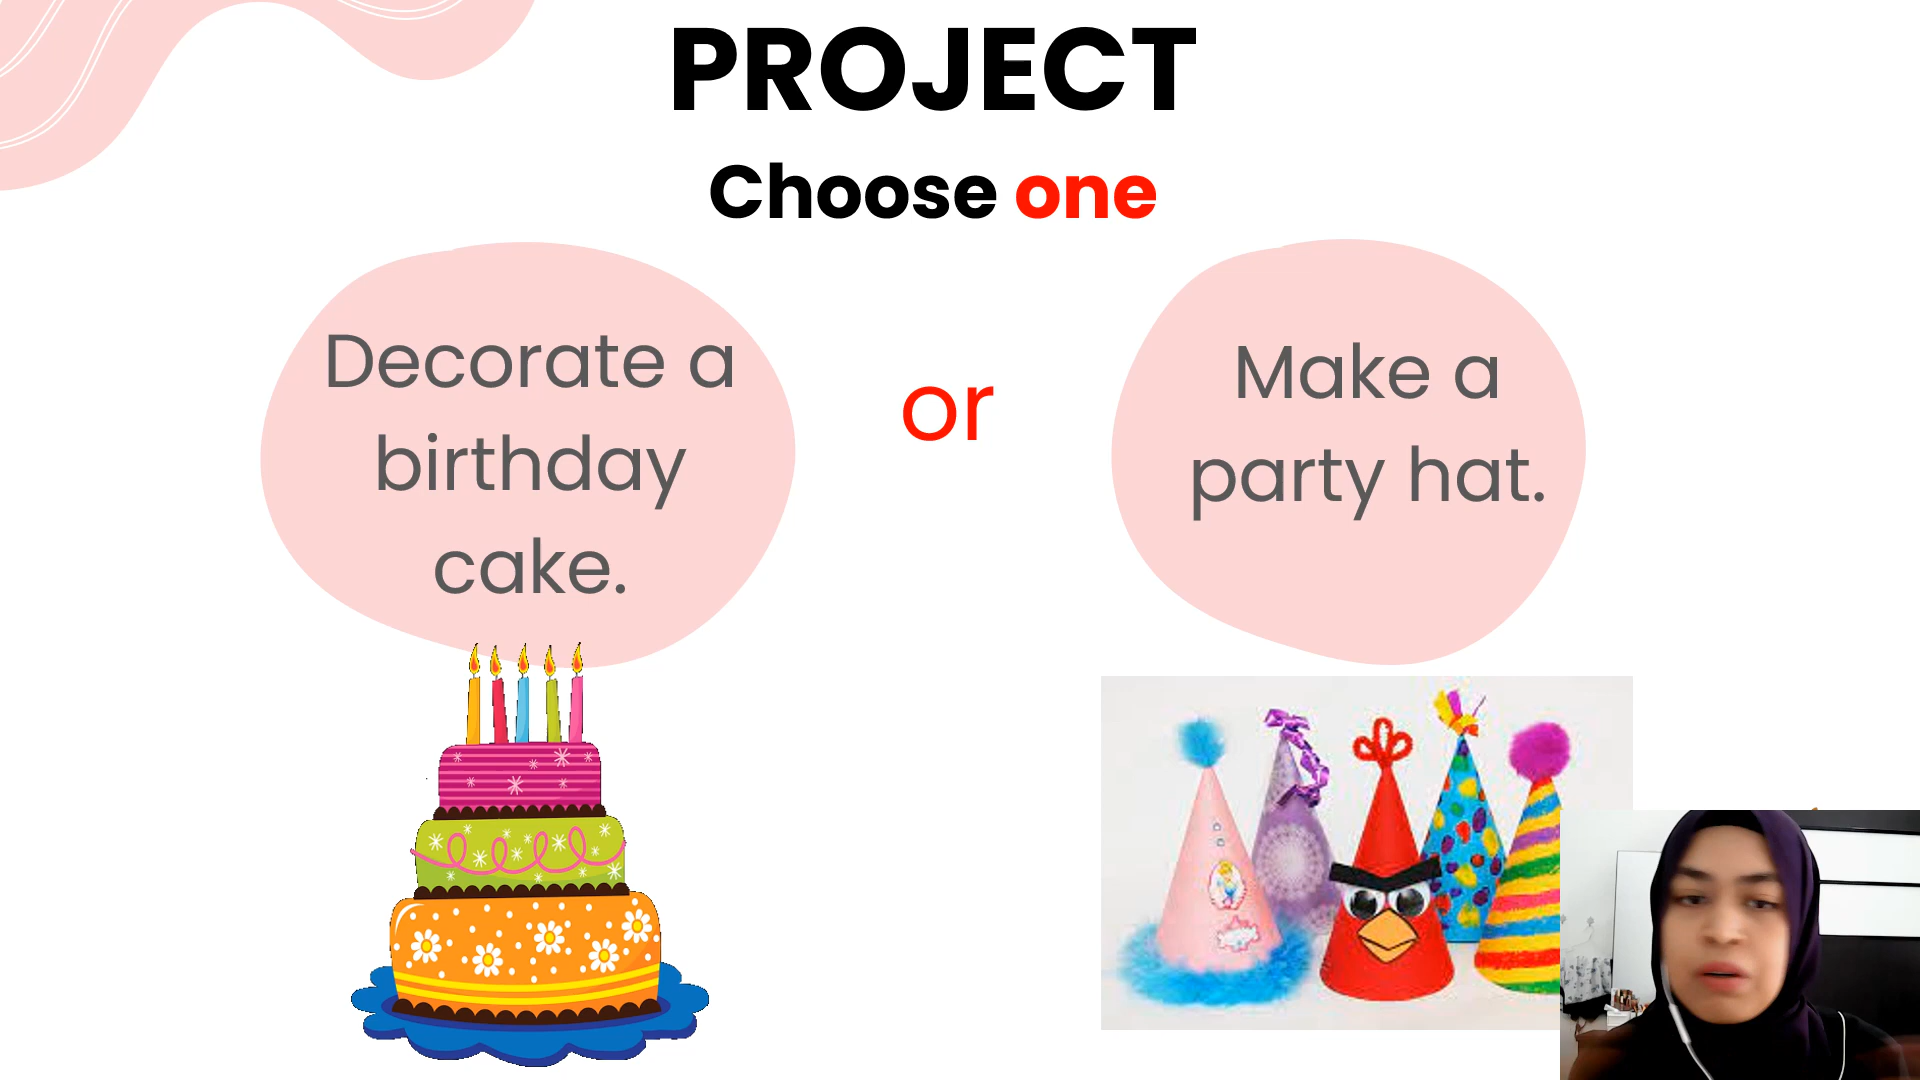 PROJECT
Choose one
Decorate a
birthday
cake.
or
Make a
party hat.